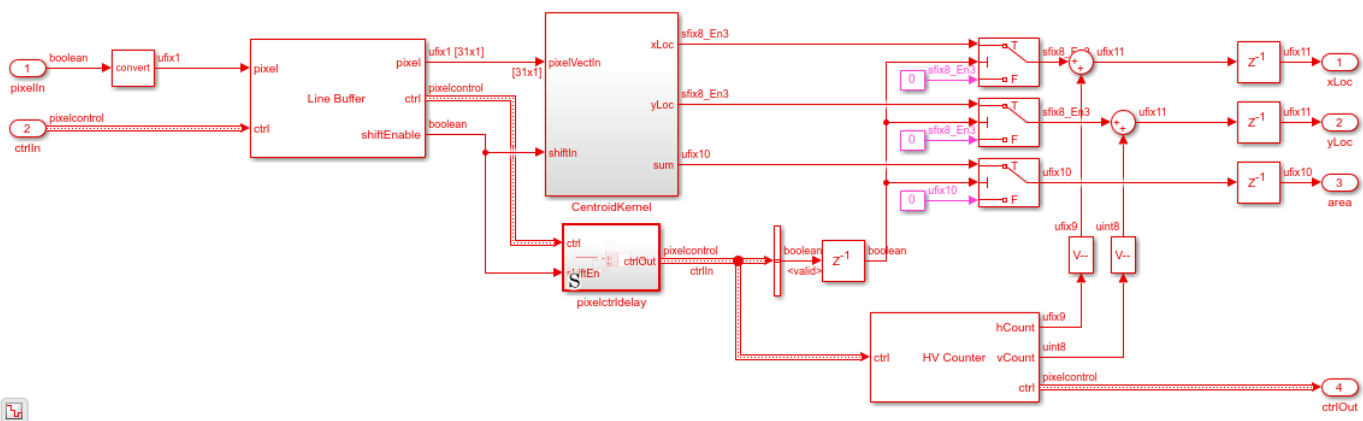 boolean
ufix1
1
convert
pixelIn
pixelcontrol
2
ctrlIn
pixel
ctrl
Line Buffer
pixel
ctrl
shiftEnable
ufix1 [31x1]
[31x1]
pixelcontrol
boolean
pixelVectIn
shiftIn
xLoc
yLoc
sum
CentroidKernel
sfix8_En3
sfix8_En3
ufix10
ctrl
ctrlOut
S
pixelctrldelay
pixelcontrol
ctrlIn
boolean
<valid>
Z-1
boolean
0
sfix8_En3
T
F
0
sfix8_En3
T
F
0
ufix10
T
F
ufix11
sfix8_En3
ufix11
ufix10
ufix9
uint8
V--
V--
ctrl
HV Counter
hCount
vCount
ctrl
ufix9
uint8
pixelcontrol
Z-1
ufix11
1
xLoc
Z-1
ufix11
2
yLoc
Z-1
ufix10
3
area
4
ctrlOut